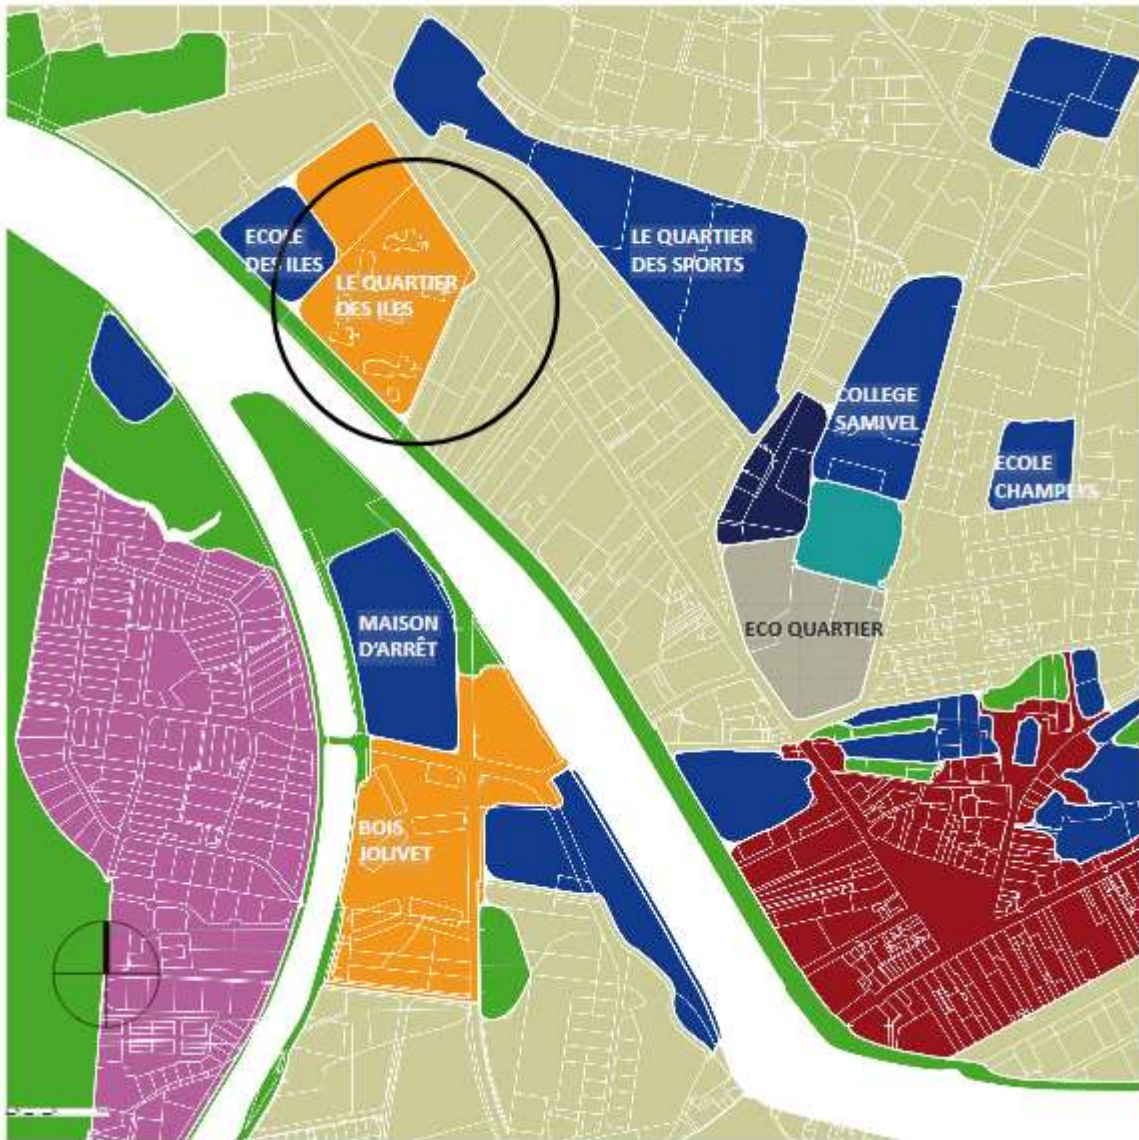 ECOLE
DES ILES
LE QUARTIER
DES ILES
LE QUARTIER
DES SPORTS
COLLEGE
SAMIVEL
ECOLE
CHAMPEYS
ECO QUARTIER
MAISON
D'ARRÊT
BOIS
JOLIVET